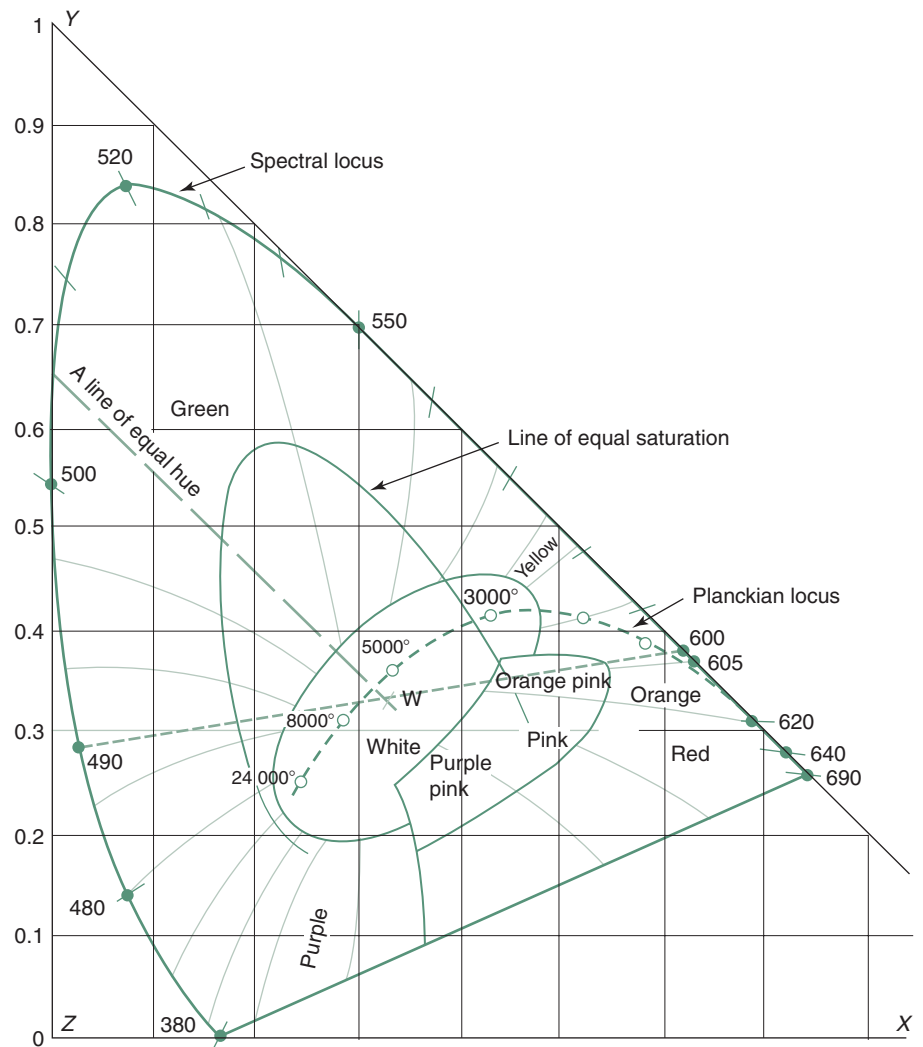 Y
1
0.9
520
Spectral locus
0.8
0.7
550
A line of equal hue
Green
0.6
Line of equal saturation
500
0.5
Yellow
3000°
Planckian locus
0.4
5000°
600
605
W
Orange pink
Orange
8000°
620
0.3
White
Pink
Red
640
490
Purple
pink
24 000°
690
0.2
480
0.1
Purple
380
Z
X
0